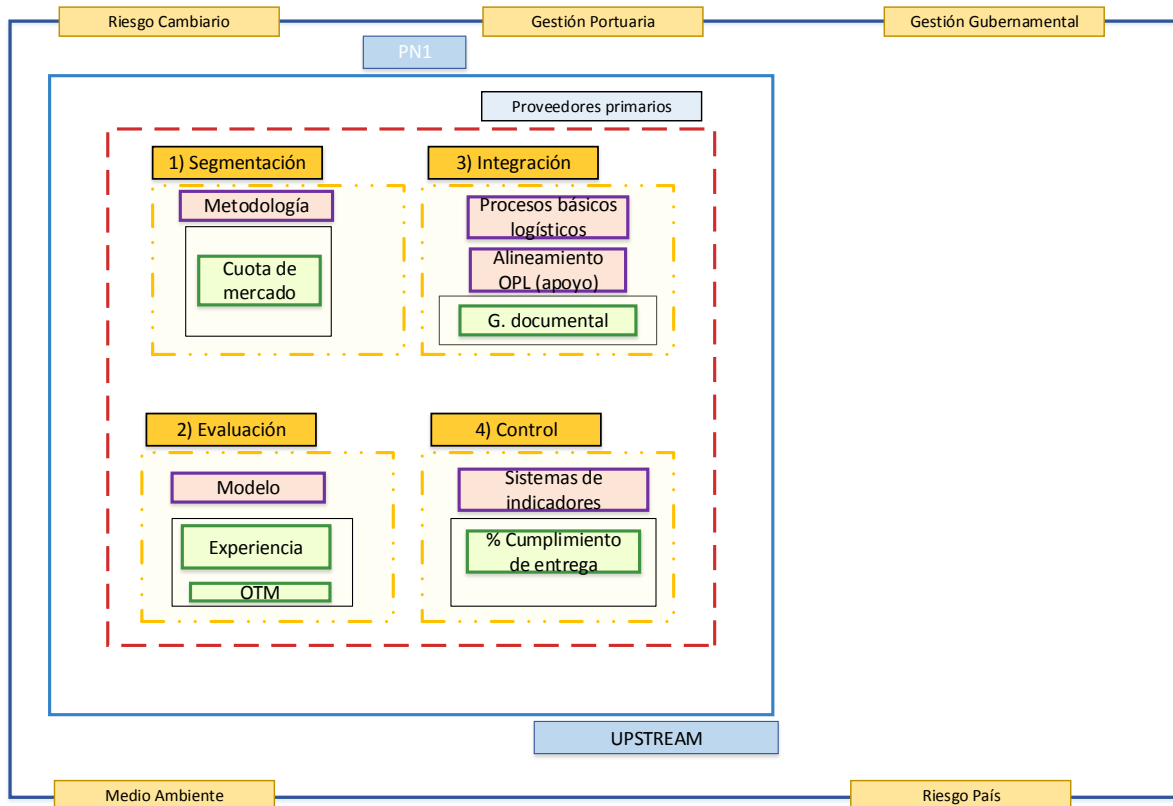 Riesgo Cambiario
Gestión Portuaria
Gestión Gubernamental
PN1
Proveedores primarios
1) Segmentación
Metodología
Cuota de
mercado
3) Integración
Procesos básicos
logísticos
Alineamiento
OPL (apoyo)
G. documental
2) Evaluación
Modelo
Experiencia
OTM
4) Control
Sistemas de
indicadores
% Cumplimiento
de entrega
UPSTREAM
Medio Ambiente
Riesgo País